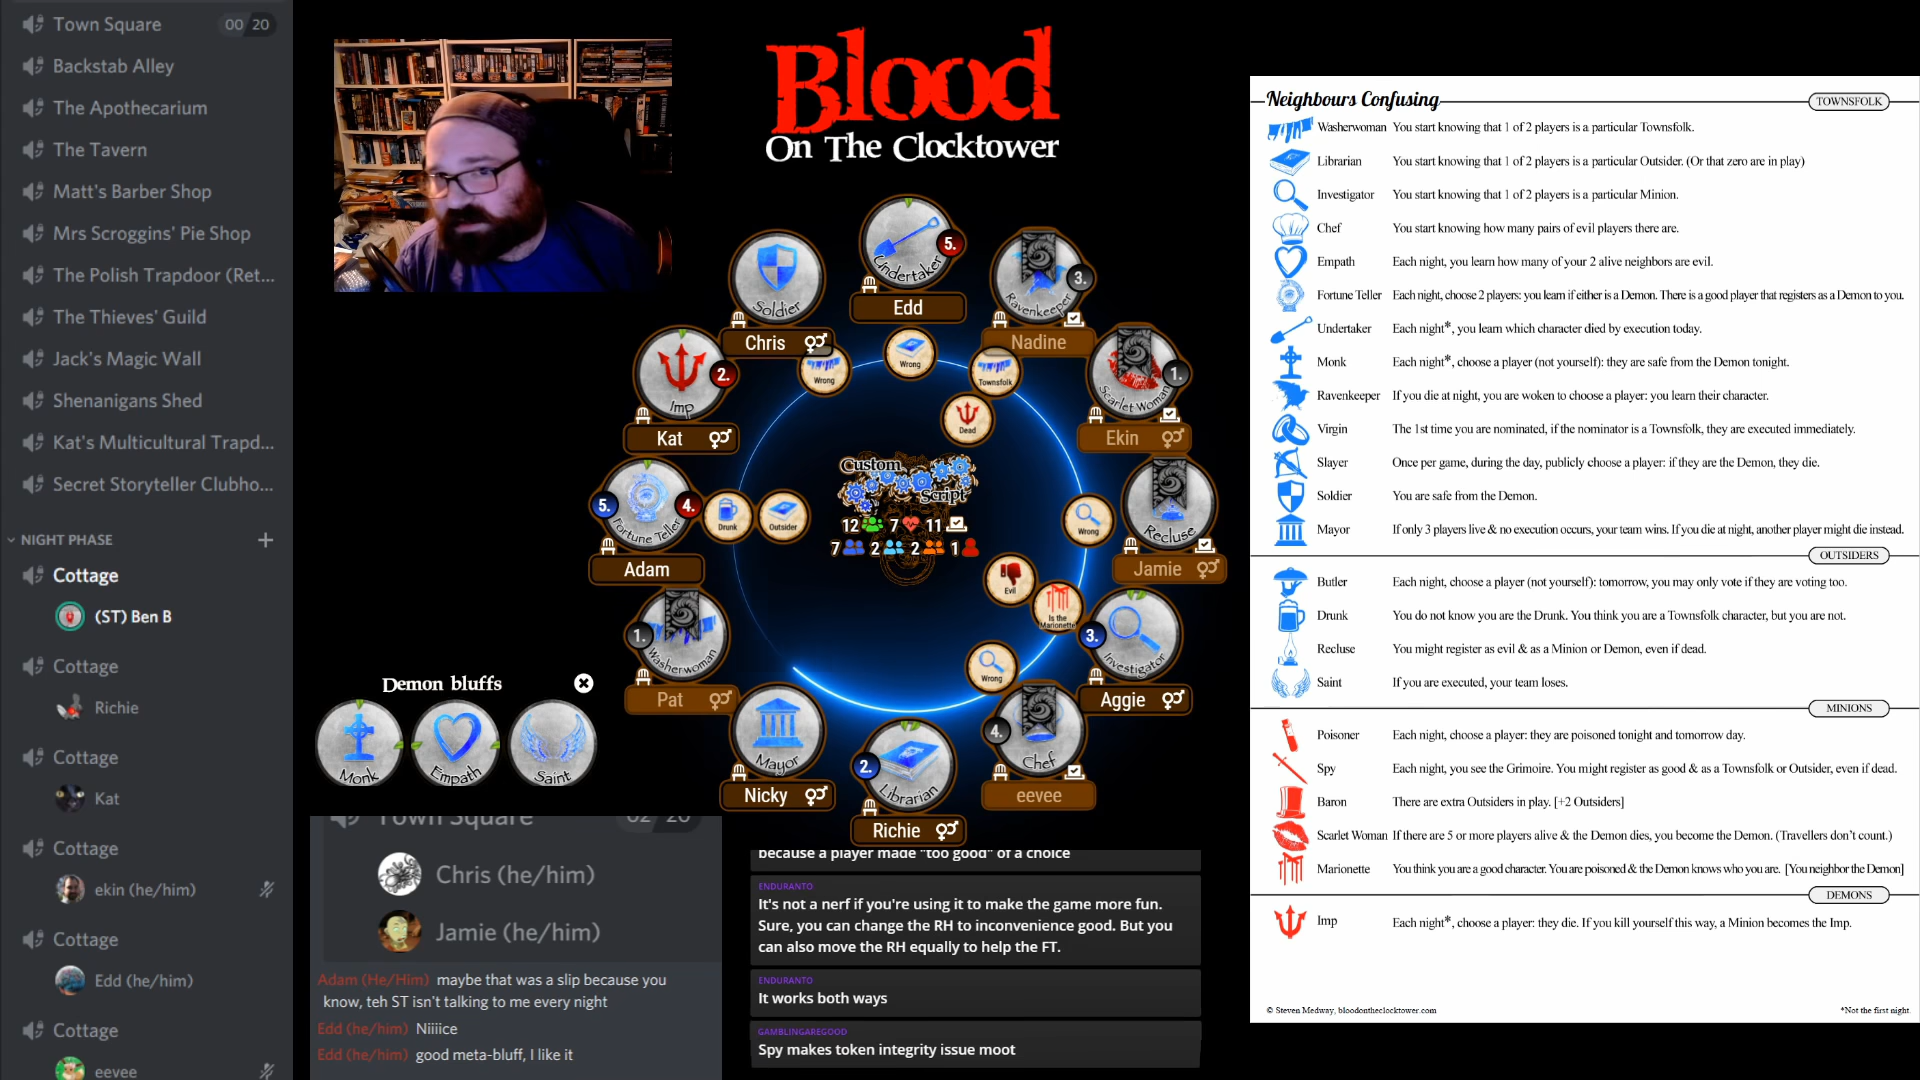 Town Square 00 20
Backstab Alley
The Apothecarium
The Tavern
Matt's Barber Shop
Mrs Scroggins' Pie Shop
The Polish Trapdoor (Ret...
The Thieves' Guild
Jack's Magic Wall
Shenanigans Shed
Kat's Multicultural Trapd...
Secret Storyteller Clubho...
NIGHT PHASE
Cottage
(ST) Ben B
Cottage
Richie
Cottage
Kat
Cottage
ekin (he/him)
Cottage
Edd (he/him)
Cottage
eevee
Blood
On The Clocktower
Undertaker
5.
Edd
Soldier
Chris
Ravenkeeper
3.
Nadine
Imp
2.
Kat
Scarlet Woman
1.
Ekin
Wrong
Wrong
Townsfolk
Dead
Fortune Teller
5.
4.
Adam
Drunk
Outsider
Custom
Script
12 7 11
7 2 2 1
Wrong
Recluse
Jamie
Washerwoman
1.
Pat
Evil
Is the
Marionette
Investigator
3.
Aggie
Wrong
Mayor
Nicky
Librarian
2.
Richie
Chef
4.
eevee
Demon bluffs
Monk
Empath
Saint
Town Square 02 20
Chris (he/him)
Jamie (he/him)
Adam (He/Him) maybe that was a slip because you
know, teh ST isn't talking to me every night
Edd (he/him) Niiiice
Edd (he/him) good meta-bluff, I like it
because a player made "too good" of a choice
ENDURANTO
It's not a nerf if you're using it to make the game more fun.
Sure, you can change the RH to inconvenience good. But you
can also move the RH equally to help the FT.
ENDURANTO
It works both ways
GAMBLINGAREGOOD
Spy makes token integrity issue moot
Neighbours Confusing
TOWNSFOLK
Washerwoman You start knowing that 1 of 2 players is a particular Townsfolk.
Librarian You start knowing that 1 of 2 players is a particular Outsider. (Or that zero are in play)
Investigator You start knowing that 1 of 2 players is a particular Minion.
Chef You start knowing how many pairs of evil players there are.
Empath Each night, you learn how many of your 2 alive neighbors are evil.
Fortune Teller Each night, choose 2 players: you learn if either is a Demon. There is a good player that registers as a Demon to you.
Undertaker Each night*, you learn which character died by execution today.
Monk Each night*, choose a player (not yourself): they are safe from the Demon tonight.
Ravenkeeper If you die at night, you are woken to choose a player: you learn their character.
Virgin The 1st time you are nominated, if the nominator is a Townsfolk, they are executed immediately.
Slayer Once per game, during the day, publicly choose a player: if they are the Demon, they die.
Soldier You are safe from the Demon.
Mayor If only 3 players live & no execution occurs, your team wins. If you die at night, another player might die instead.
OUTSIDERS
Butler Each night, choose a player (not yourself): tomorrow, you may only vote if they are voting too.
Drunk You do not know you are the Drunk. You think you are a Townsfolk character, but you are not.
Recluse You might register as evil & as a Minion or Demon, even if dead.
Saint If you are executed, your team loses.
MINIONS
Poisoner Each night, choose a player: they are poisoned tonight and tomorrow day.
Spy Each night, you see the Grimoire. You might register as good & as a Townsfolk or Outsider, even if dead.
Baron There are extra Outsiders in play. [+2 Outsiders]
Scarlet Woman If there are 5 or more players alive & the Demon dies, you become the Demon. (Travellers don't count.)
Marionette You think you are a good character. You are poisoned & the Demon knows who you are. [You neighbor the Demon]
DEMONS
Imp Each night*, choose a player: they die. If you kill yourself this way, a Minion becomes the Imp.
© Steven Medway, bloodontheclocktower.com
*Not the first night.